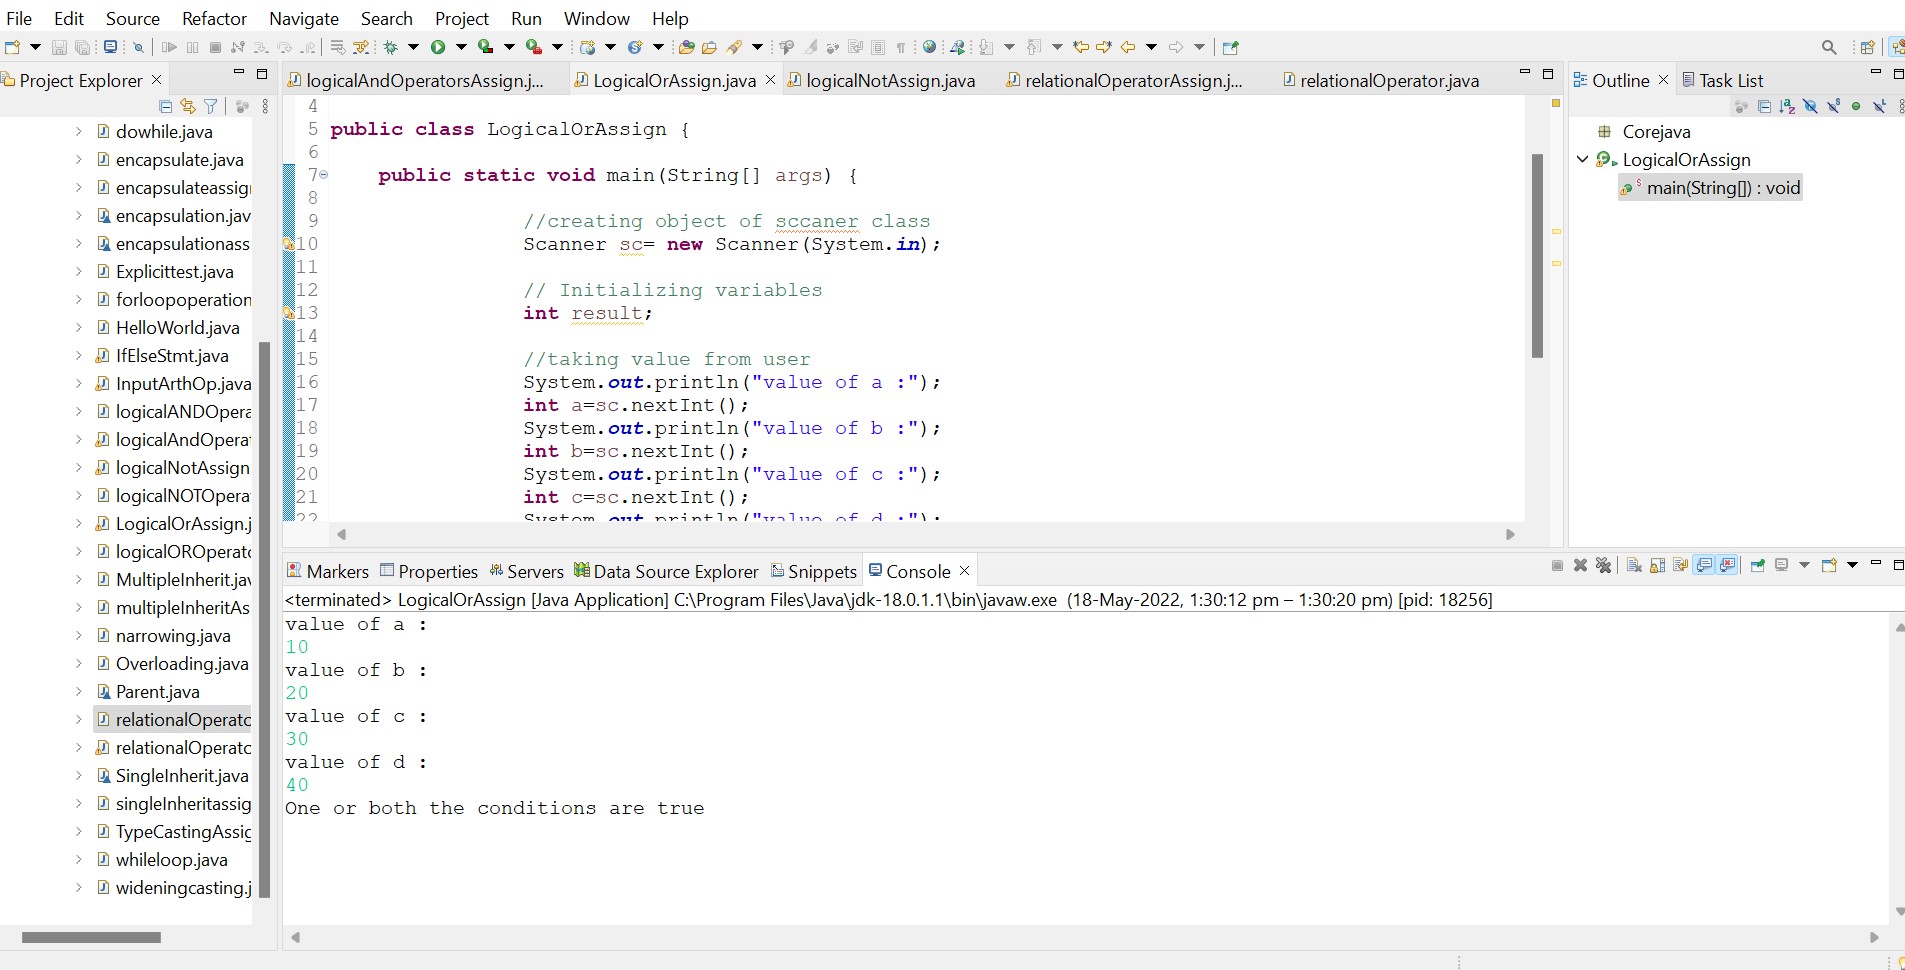 File Edit Source Refactor Navigate Search Project Run Window Help
Project Explorer
dowhile.java
encapsulate.java
encapsulateassig
encapsulation.jav
encapsulationass
Explicittest.java
forloopoperation
HelloWorld.java
IfElseStmt.java
InputArthOp.java
logicalANDOpera
logicalAndOpera
logicalNotAssign
logicalNOTOpera
LogicalOrAssign.j
logicalOROperato
MultipleInherit.jav
multipleInheritAs
narrowing.java
Overloading.java
Parent.java
relationalOperato
relationalOperato
SingleInherit.java
singleInheritassig
TypeCastingAssig
whileloop.java
wideningcasting.j
logicalAndOperatorsAssign.j... LogicalOrAssign.java logicalNotAssign.java relationalOperatorAssign.j... relationalOperator.java
4
5 public class LogicalOrAssign {
6
7 public static void main(String[] args) {
8
9 //creating object of sccaner class
10 Scanner sc= new Scanner(System.in);
11
12 // Initializing variables
13 int result;
14
15 //taking value from user
16 System.out.println("value of a :");
17 int a=sc.nextInt();
18 System.out.println("value of b :");
19 int b=sc.nextInt();
20 System.out.println("value of c :");
21 int c=sc.nextInt();
22 System.out.println("value of d :");
Outline Task List
Corejava
LogicalOrAssign
main(String[]) : void
Markers Properties Servers Data Source Explorer Snippets Console
<terminated> LogicalOrAssign [Java Application] C:\Program Files\Java\jdk-18.0.1.1\bin\javaw.exe (18-May-2022, 1:30:12 pm – 1:30:20 pm) [pid: 18256]
value of a :
10
value of b :
20
value of c :
30
value of d :
40
One or both the conditions are true